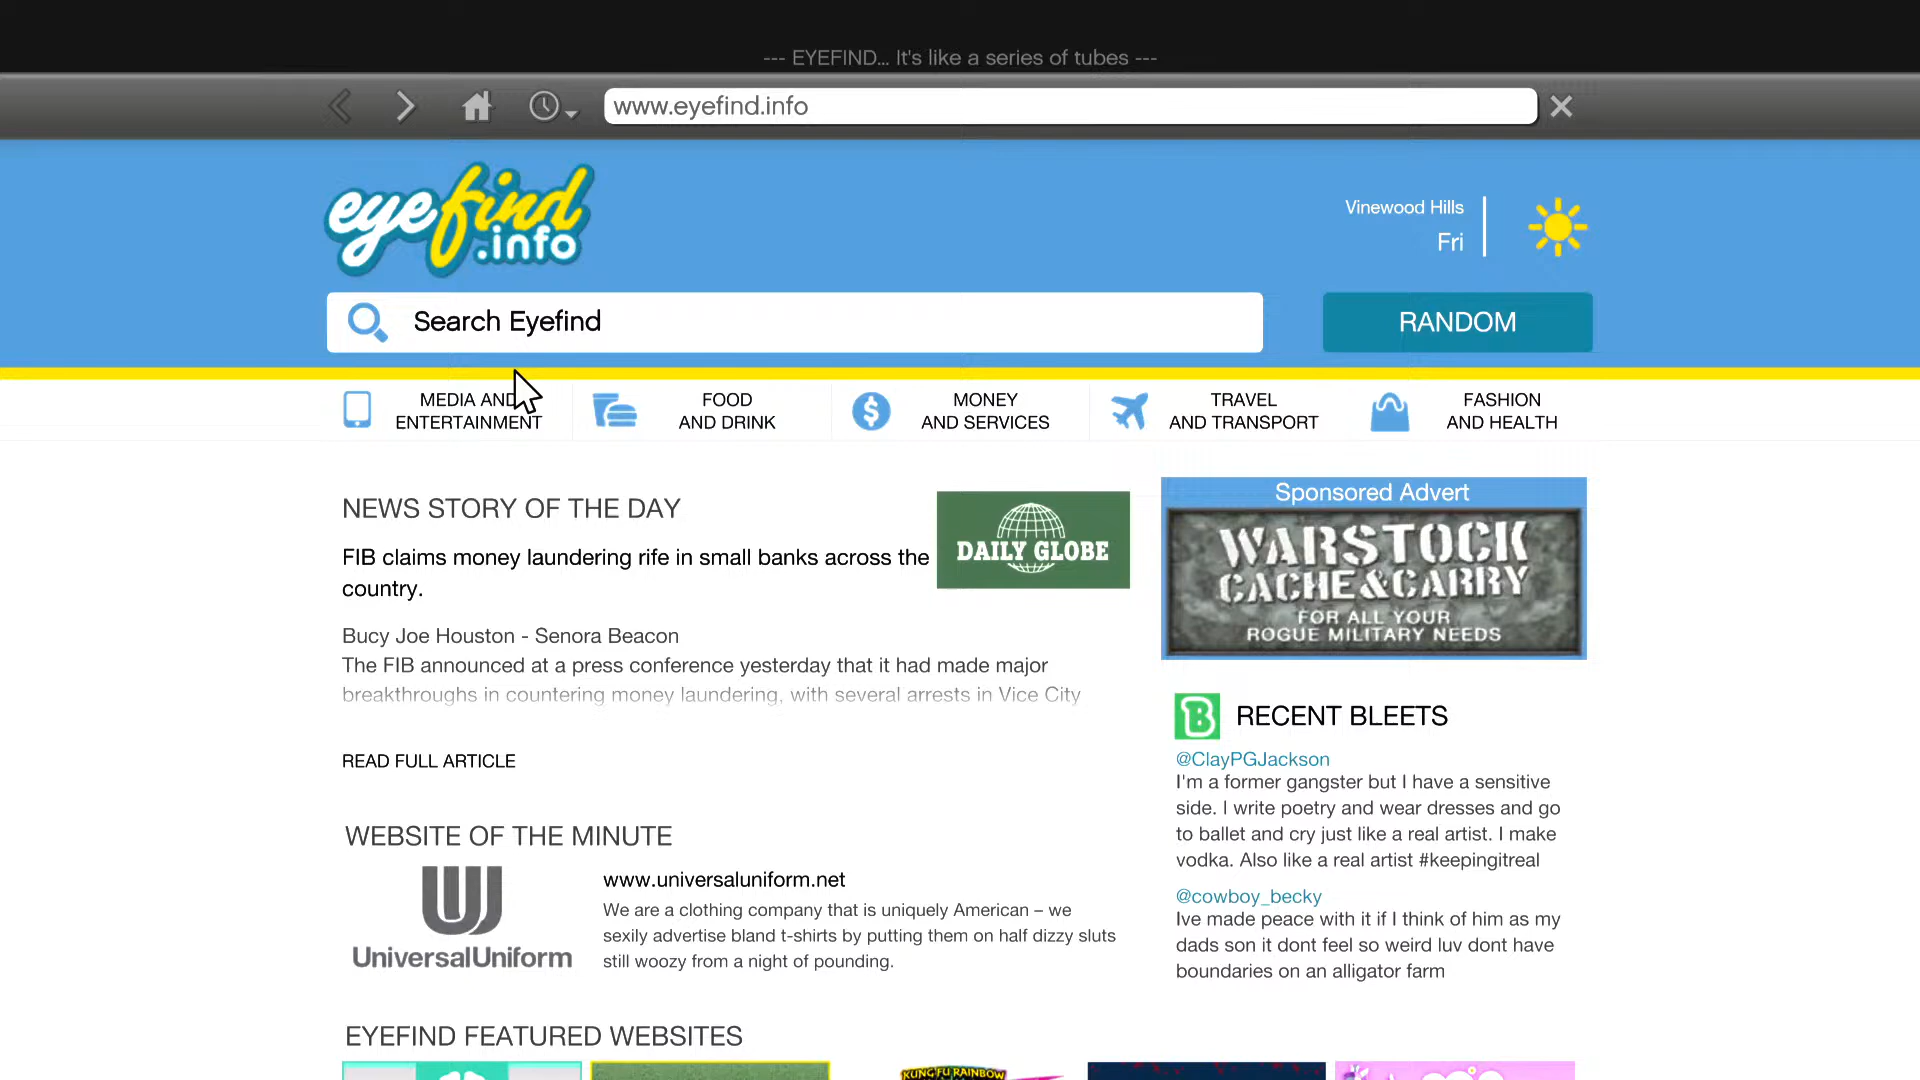 --- EYEFIND... It's like a series of tubes ---
www.eyefind.info
eyefind
.info
Vinewood Hills
Fri
Search Eyefind
RANDOM
MEDIA AND
ENTERTAINMENT
FOOD
AND DRINK
MONEY
AND SERVICES
TRAVEL
AND TRANSPORT
FASHION
AND HEALTH
NEWS STORY OF THE DAY
FIB claims money laundering rife in small banks across the
country.
DAILY GLOBE
Bucy Joe Houston - Senora Beacon
The FIB announced at a press conference yesterday that it had made major
breakthroughs in countering money laundering, with several arrests in Vice City
READ FULL ARTICLE
Sponsored Advert
WARSTOCK
CACHE&CARRY
FOR ALL YOUR
ROGUE MILITARY NEEDS
B
RECENT BLEETS
@ClayPGJackson
I'm a former gangster but I have a sensitive
side. I write poetry and wear dresses and go
to ballet and cry just like a real artist. I make
vodka. Also like a real artist #keepingitreal
@cowboy_becky
Ive made peace with it if I think of him as my
dads son it dont feel so weird luv dont have
boundaries on an alligator farm
WEBSITE OF THE MINUTE
UniversalUniform
www.universaluniform.net
We are a clothing company that is uniquely American – we
sexily advertise bland t-shirts by putting them on half dizzy sluts
still woozy from a night of pounding.
EYEFIND FEATURED WEBSITES
KUNG FU RAINBOW